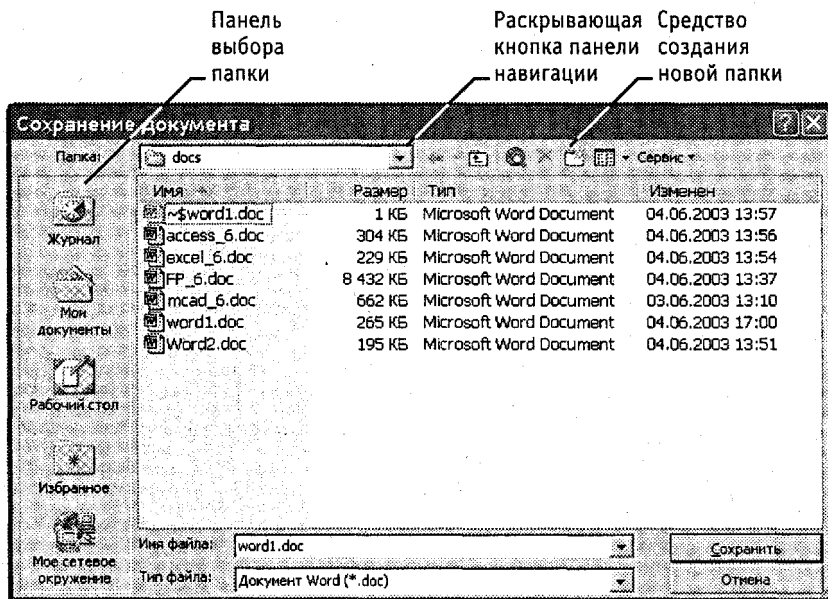 Панель
выбора
папки
Раскрывающая
кнопка панели
навигации
Средство
создания
новой папки
Сохранение документа
Папка: docs Сервис
Имя Размер Тип Изменен
~$word1.doc 1 КБ Microsoft Word Document 04.06.2003 13:57
access_6.doc 304 КБ Microsoft Word Document 04.06.2003 13:56
excel_6.doc 229 КБ Microsoft Word Document 04.06.2003 13:54
FP_6.doc 8 432 КБ Microsoft Word Document 04.06.2003 13:37
mcad_6.doc 662 КБ Microsoft Word Document 03.06.2003 13:10
word1.doc 265 КБ Microsoft Word Document 04.06.2003 17:00
Word2.doc 195 КБ Microsoft Word Document 04.06.2003 13:51
Журнал
Мои
документы
Рабочий стол
Избранное
Мое сетевое
окружение
Имя файла: word1.doc Сохранить
Тип файла: Документ Word (*.doc) Отмена